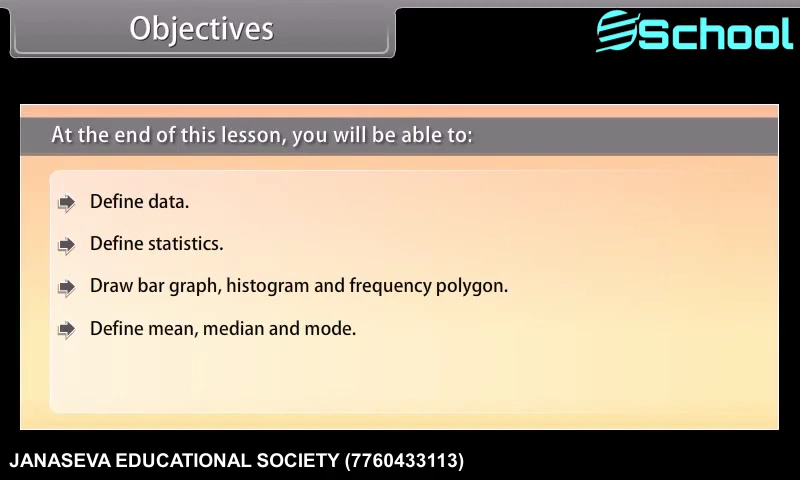 Objectives
School
At the end of this lesson, you will be able to:
Define data.
Define statistics.
Draw bar graph, histogram and frequency polygon.
Define mean, median and mode.
JANASEVA EDUCATIONAL SOCIETY (7760433113)